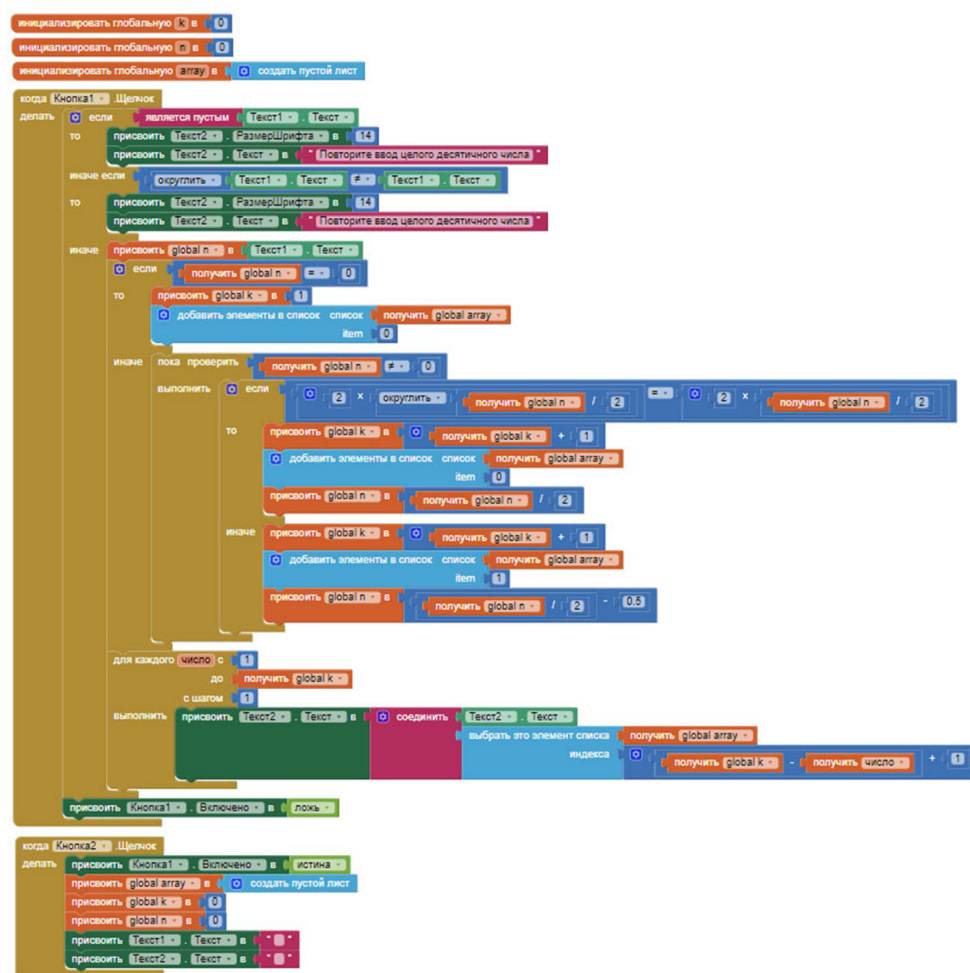 инициализировать глобальную k в 0
инициализировать глобальную n в 0
инициализировать глобальную array в создать пустой лист
когда Кнопка1 .Щелчок
делать если является пустым Текст1 . Текст
то присвоить Текст2 . РазмерШрифта в 14
присвоить Текст2 . Текст в " Повторите ввод целого десятичного числа "
иначе если округлить Текст1 . Текст ≠ Текст1 . Текст
то присвоить Текст2 . РазмерШрифта в 14
присвоить Текст2 . Текст в " Повторите ввод целого десятичного числа "
иначе присвоить global n в Текст1 . Текст
если получить global n = 0
то присвоить global k в 1
добавить элементы в список список получить global array
item 0
иначе пока проверить получить global n ≠ 0
выполнить если 2 x округлить получить global n / 2 = 2 x получить global n / 2
то присвоить global k в получить global k + 1
добавить элементы в список список получить global array
item 0
присвоить global n в получить global n / 2
иначе присвоить global k в получить global k + 1
добавить элементы в список список получить global array
item 1
присвоить global n в получить global n / 2 - 0.5
для каждого число с 1
до получить global k
с шагом 1
выполнить присвоить Текст2 . Текст в соединить Текст2 . Текст
выбрать это элемент списка получить global array
индекса получить global k - получить число + 1
присвоить Кнопка1 . Включено в ложь
когда Кнопка2 .Щелчок
делать присвоить Кнопка1 . Включено в истина
присвоить global array в создать пустой лист
присвоить global k в 0
присвоить global n в 0
присвоить Текст1 . Текст в " "
присвоить Текст2 . Текст в " "